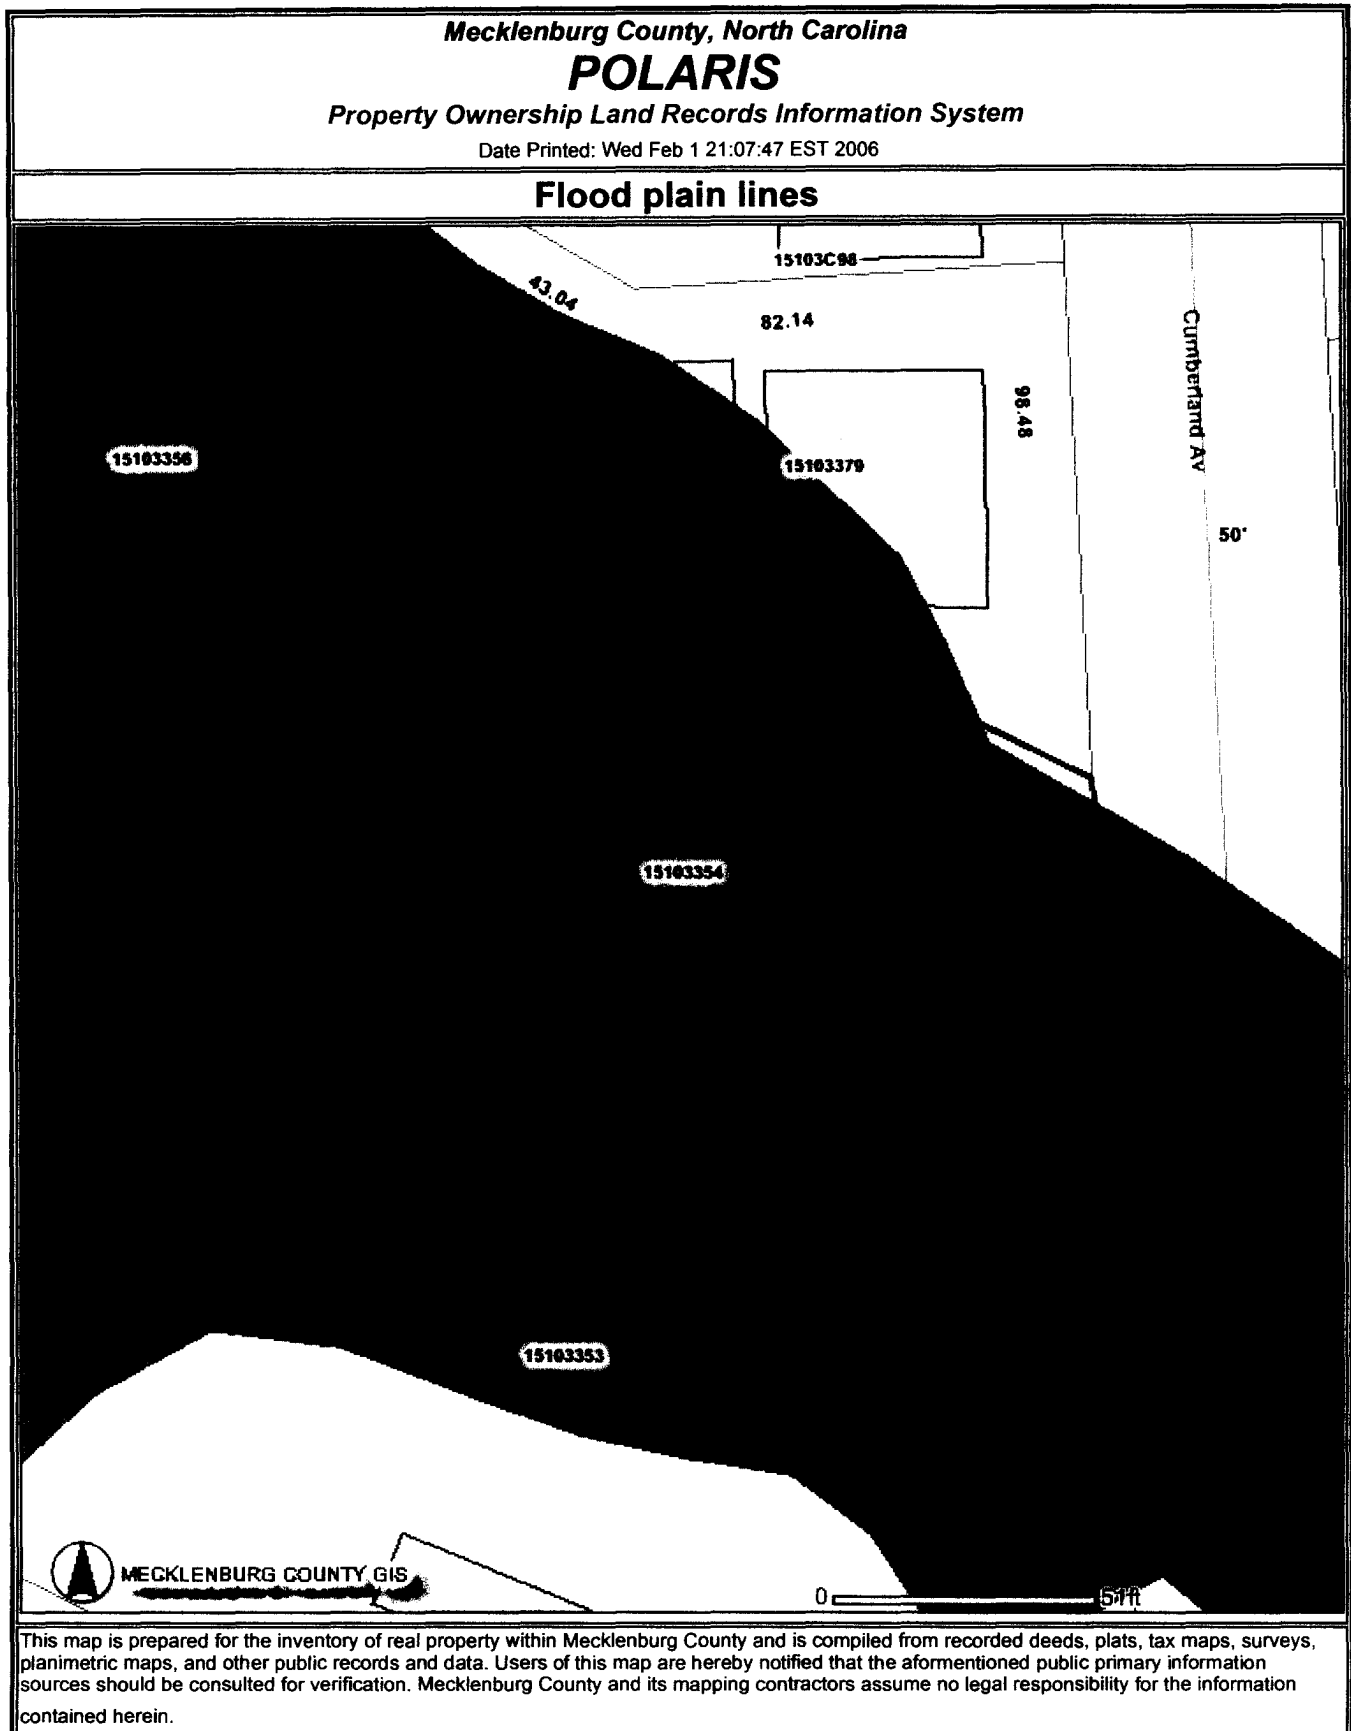 Mecklenburg County, North Carolina
POLARIS
Property Ownership Land Records Information System
Date Printed: Wed Feb 1 21:07:47 EST 2006
Flood plain lines
15103C98
43.04
82.14
98.48
Cumberland Av
15103356
15103379
50'
15103354
15103353
MECKLENBURG COUNTY GIS
0
51ft
This map is prepared for the inventory of real property within Mecklenburg County and is compiled from recorded deeds, plats, tax maps, surveys,
planimetric maps, and other public records and data. Users of this map are hereby notified that the aformentioned public primary information
sources should be consulted for verification. Mecklenburg County and its mapping contractors assume no legal responsibility for the information
contained herein.